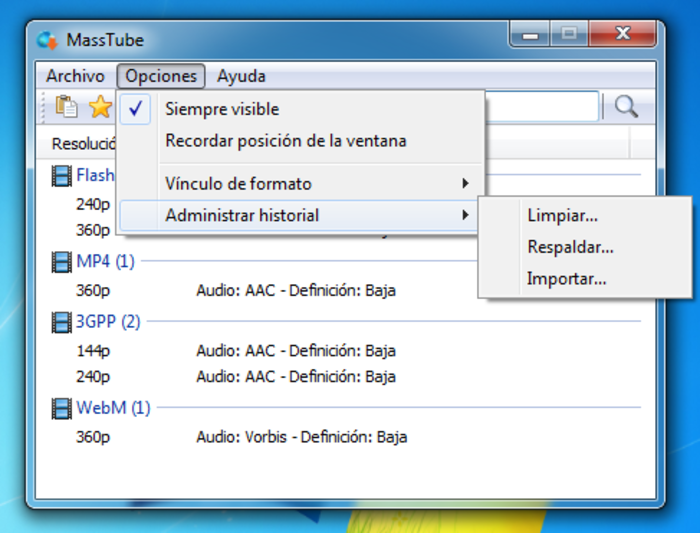 MassTube
Archivo Opciones Ayuda
Siempre visible
Recordar posición de la ventana
Vínculo de formato
Administrar historial
Limpiar...
Respaldar...
Importar...
Flash
240p
360p
MP4 (1)
360p Audio: AAC - Definición: Baja
3GPP (2)
144p Audio: AAC - Definición: Baja
240p Audio: AAC - Definición: Baja
WebM (1)
360p Audio: Vorbis - Definición: Baja